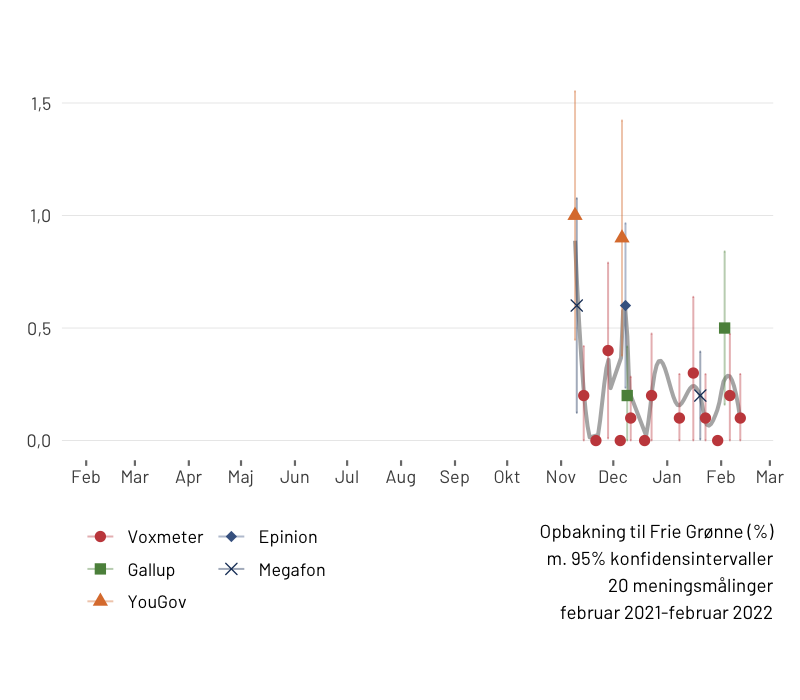 1,5
1,0
0,5
0,0
Feb Mar Apr Maj Jun Jul Aug Sep Okt Nov Dec Jan Feb Mar
Voxmeter Epinion
Gallup Megafon
YouGov
Opbakning til Frie Grønne (%)
m. 95% konfidensintervaller
20 meningsmålinger
februar 2021-februar 2022